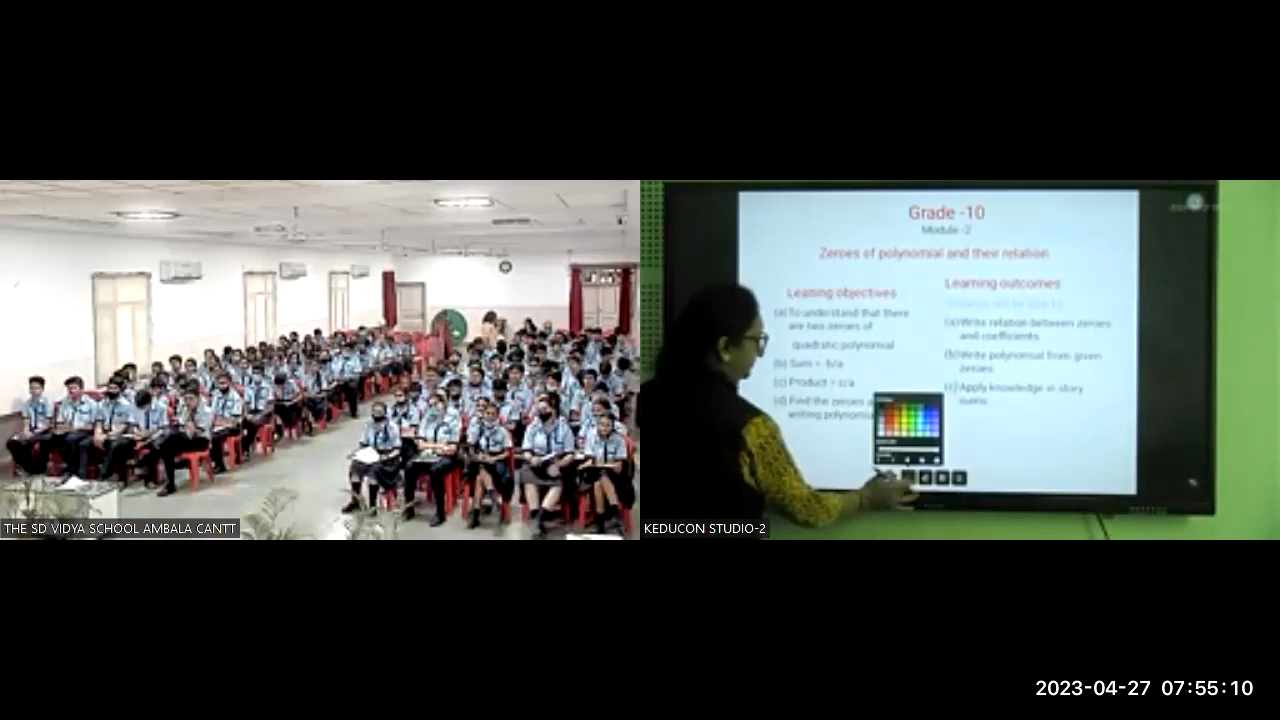 Grade -10
Module -2
Zeroes of polynomial and their relation
Learning objectives
(a) To understand that there
are two zeroes of
quadratic polynomial
(b) Sum = -b/a
(c) Product = c/a
(d) Find the zeroes
writing polynomial
Learning outcomes
(a) Write relation between zeroes
and coefficients
(b) Write polynomial from given
zeroes
(c) Apply knowledge in story
sums
THE SD VIDYA SCHOOL AMBALA CANTT
KEDUCON STUDIO-2
2023-04-27 07:55:10